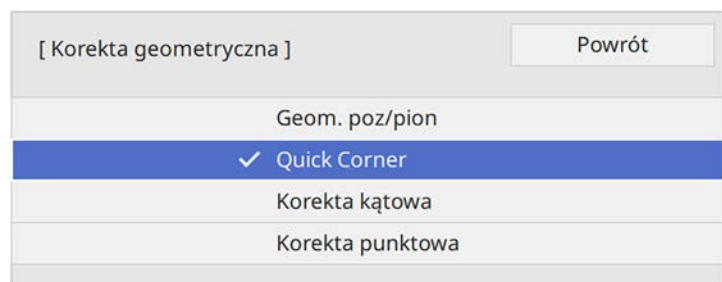 [ Korekta geometryczna ]
Powrót
Geom. poz/pion
Quick Corner
Korekta kątowa
Korekta punktowa